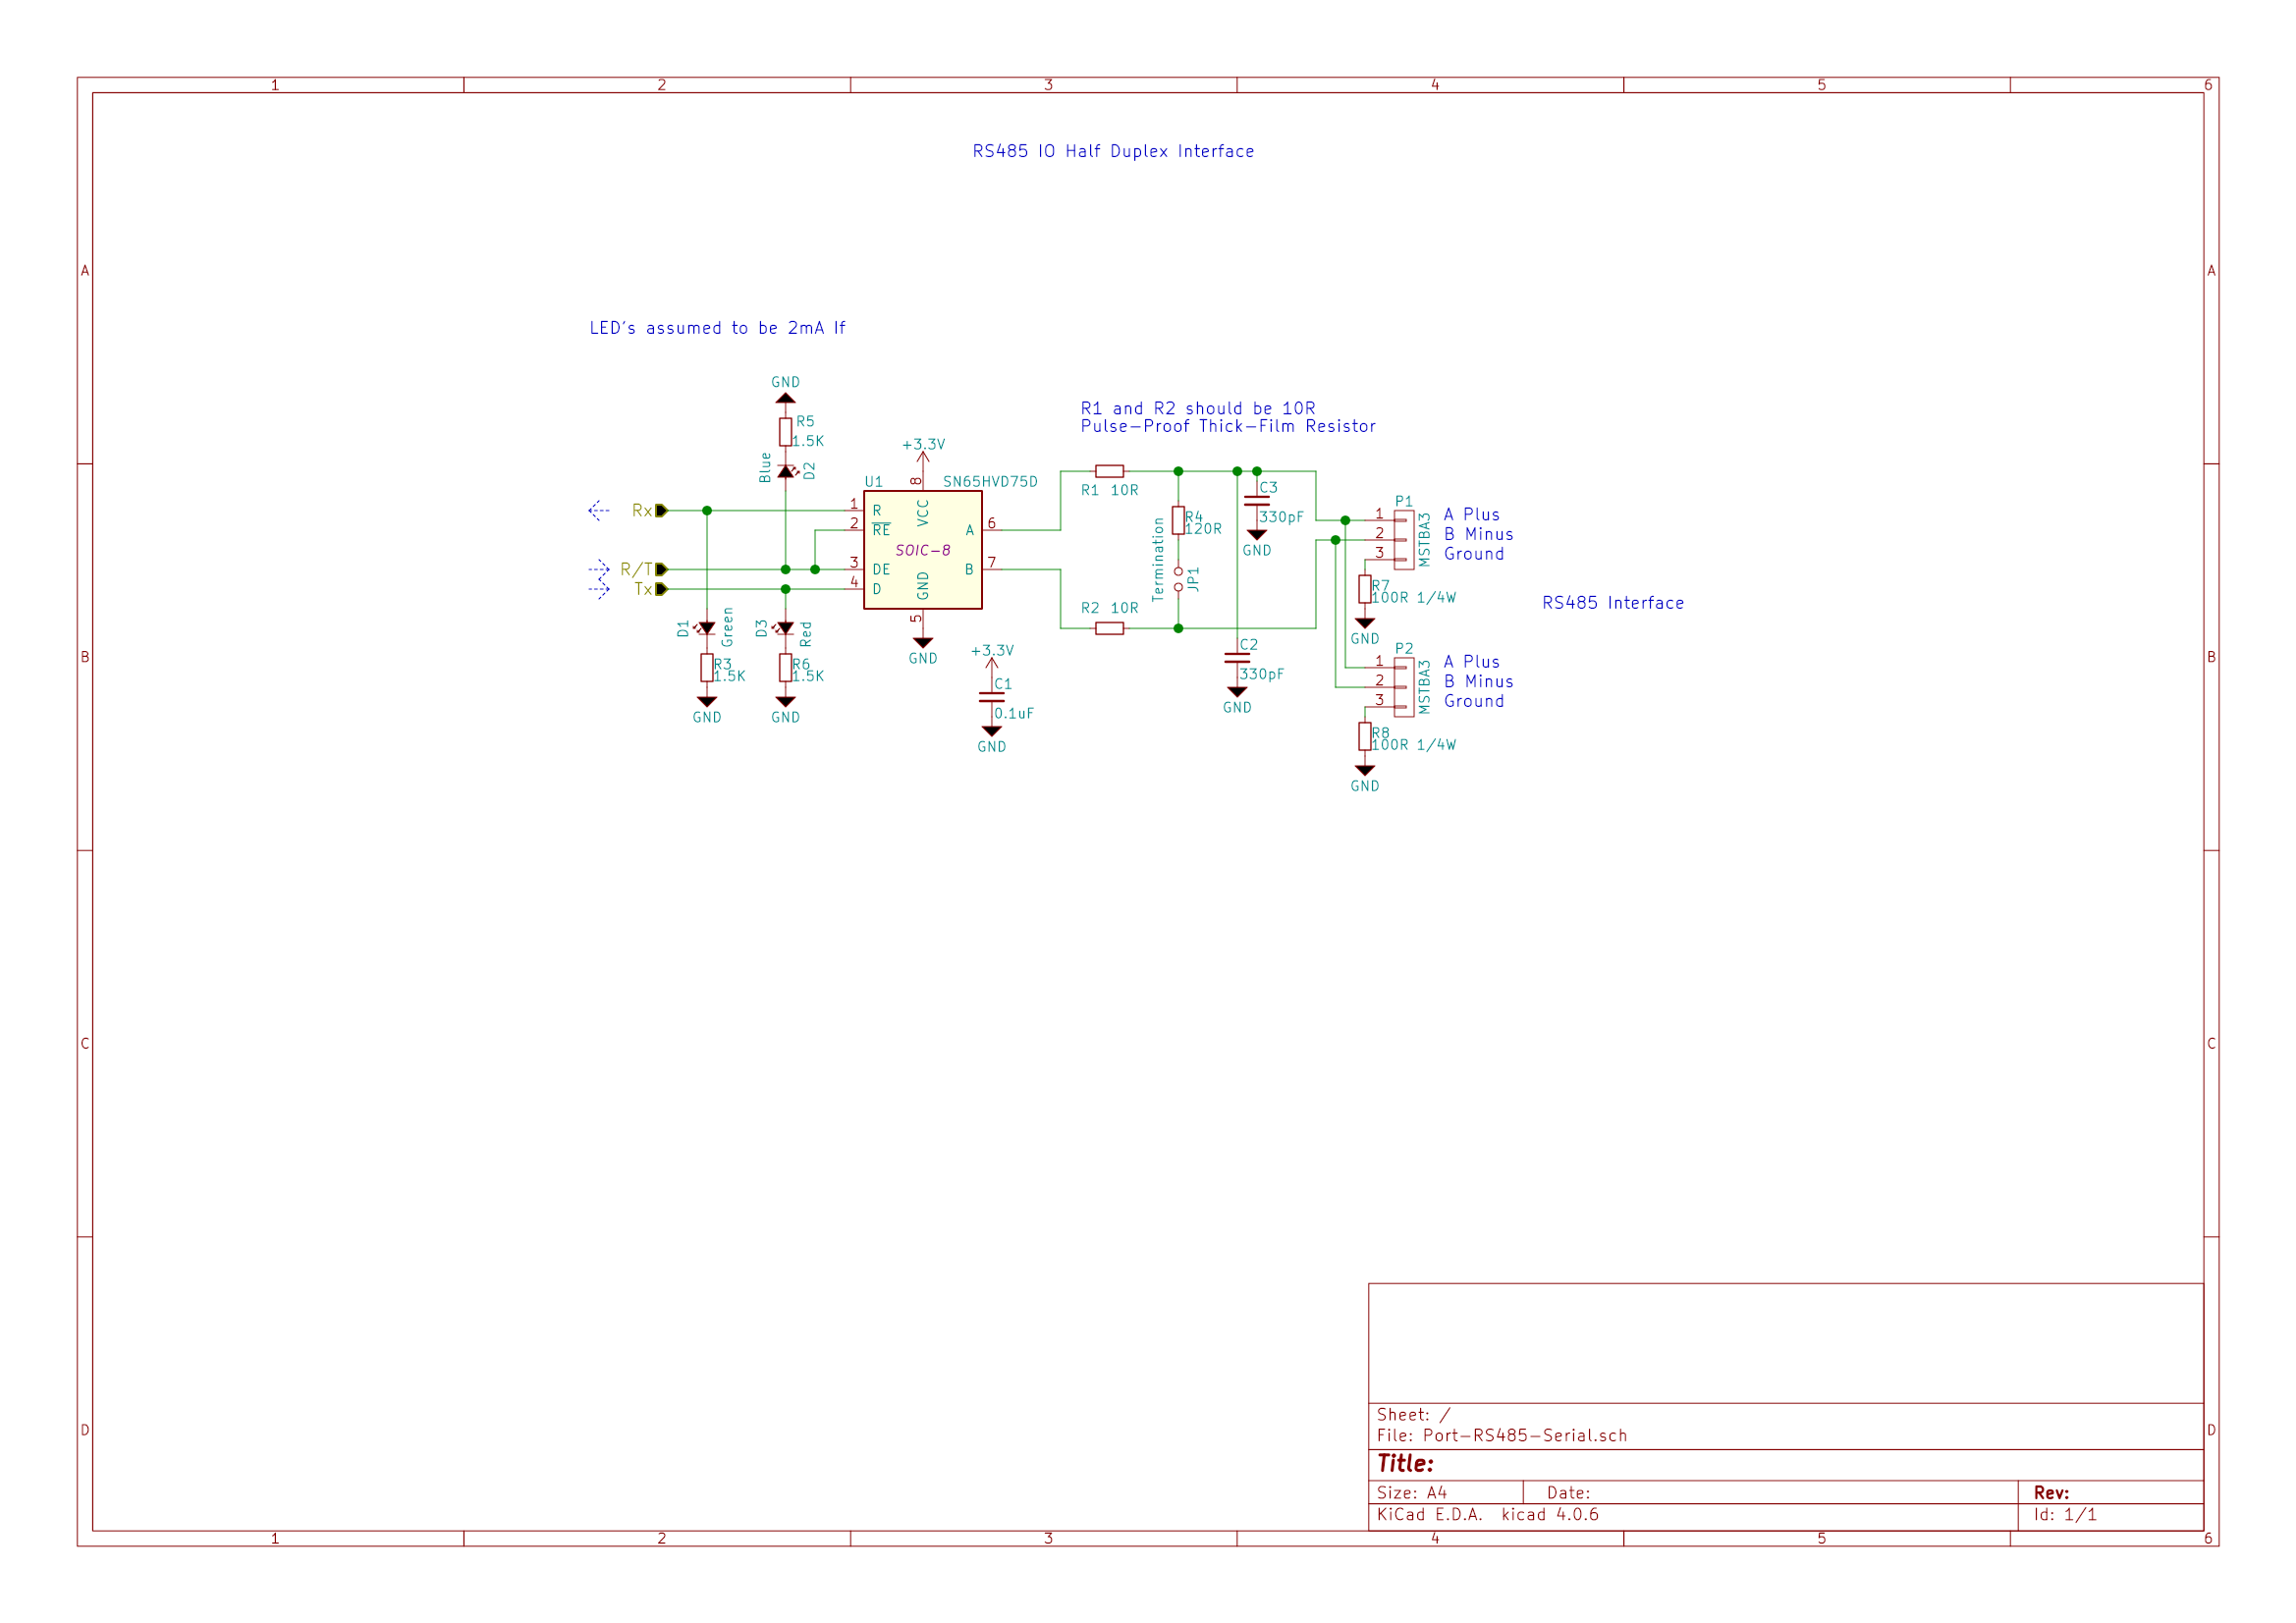 1 2 3 4 5 6
RS485 IO Half Duplex Interface
A A
LED's assumed to be 2mA If
GND
R5
1.5K
Blue
D2
R1 and R2 should be 10R
Pulse-Proof Thick-Film Resistor
+3.3V
8
U1
SN65HVD75D
R1 10R
Rx
R/T
Tx
1 R
2 RE
3 DE
4 D
VCC
SOIC-8
GND
A 6
B 7
5
GND
C3
330pF
GND
R4
120R
Termination
JP1
R2 10R
P1
1
2
3
MSTBA3
A Plus
B Minus
Ground
R7
100R 1/4W
GND
RS485 Interface
D1
Green
R3
1.5K
GND
D3
Red
R6
1.5K
GND
+3.3V
C1
0.1uF
GND
C2
330pF
GND
P2
1
2
3
MSTBA3
A Plus
B Minus
Ground
R8
100R 1/4W
GND
B B
C C
D D
Sheet: /
File: Port-RS485-Serial.sch
Title:
Size: A4 Date: Rev:
KiCad E.D.A. kicad 4.0.6 Id: 1/1
1 2 3 4 5 6